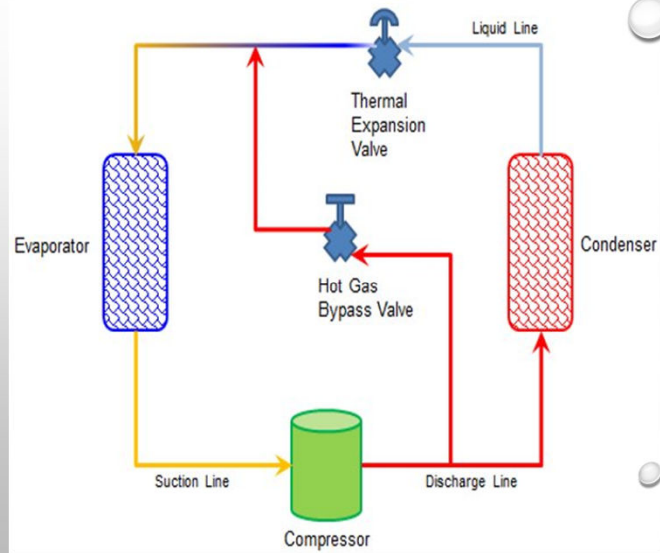 Liquid Line
Thermal
Expansion
Valve
Evaporator
Condenser
Hot Gas
Bypass Valve
Suction Line
Discharge Line
Compressor